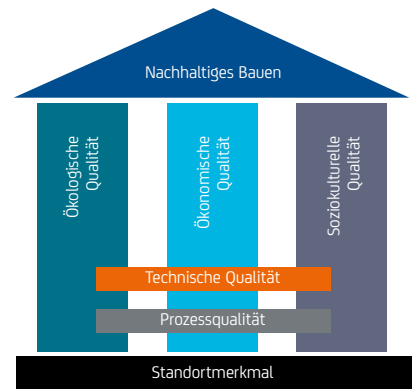 Nachhaltiges Bauen
Ökologische
Qualität
Ökonomische
Qualität
Soziokulturelle
Qualität
Technische Qualität
Prozessqualität
Standortmerkmal